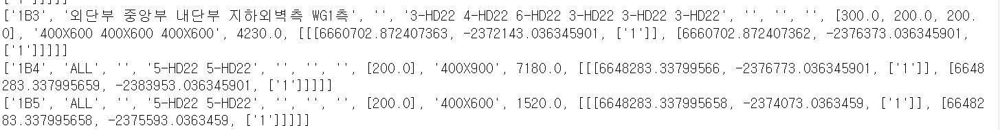 ['1']]]]]
['1B3', '외단부 중앙부 내단부 지하외벽측 WG1측', '', '3-HD22 4-HD22 6-HD22 3-HD22 3-HD22 3-HD22', '', '', '', [300.0, 200.0, 200.
0], '400X600 400X600 400X600', 4230.0, [[[6660702.872407363, -2372143.036345901, ['1']], [6660702.872407362, -2376373.036345901,
['1']]]]]
['1B4', 'ALL', '', '5-HD22 5-HD22', '', '', '', [200.0], '400X900', 7180.0, [[[6648283.33799566, -2376773.036345901, ['1']], [6648
283.337995659, -2383953.036345901, ['1']]]]]
['1B5', 'ALL', '', '5-HD22 5-HD22', '', '', '', [200.0], '400X600', 1520.0, [[[6648283.337995658, -2374073.0363459, ['1']], [66482
83.337995658, -2375593.0363459, ['1']]]]]